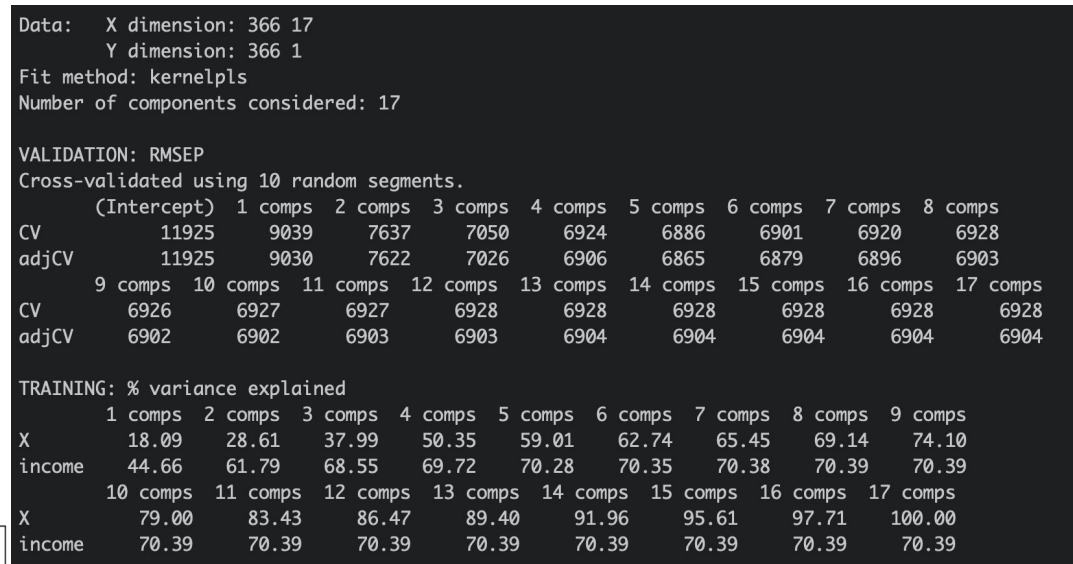 Data:   X dimension: 366 17
        Y dimension: 366 1
Fit method: kernelpls
Number of components considered: 17

VALIDATION: RMSEP
Cross-validated using 10 random segments.
       (Intercept)  1 comps  2 comps  3 comps  4 comps  5 comps  6 comps  7 comps  8 comps
CV           11925     9039     7637     7050     6924     6886     6901     6920     6928
adjCV        11925     9030     7622     7026     6906     6865     6879     6896     6903
       9 comps  10 comps  11 comps  12 comps  13 comps  14 comps  15 comps  16 comps  17 comps
CV        6926      6927      6927      6928      6928      6928      6928      6928      6928
adjCV     6902      6902      6903      6903      6904      6904      6904      6904      6904

TRAINING: % variance explained
        1 comps  2 comps  3 comps  4 comps  5 comps  6 comps  7 comps  8 comps  9 comps
X         18.09    28.61    37.99    50.35    59.01    62.74    65.45    69.14    74.10
income    44.66    61.79    68.55    69.72    70.28    70.35    70.38    70.39    70.39
        10 comps  11 comps  12 comps  13 comps  14 comps  15 comps  16 comps  17 comps
X          79.00     83.43     86.47     89.40     91.96     95.61     97.71    100.00
income     70.39     70.39     70.39     70.39     70.39     70.39     70.39     70.39